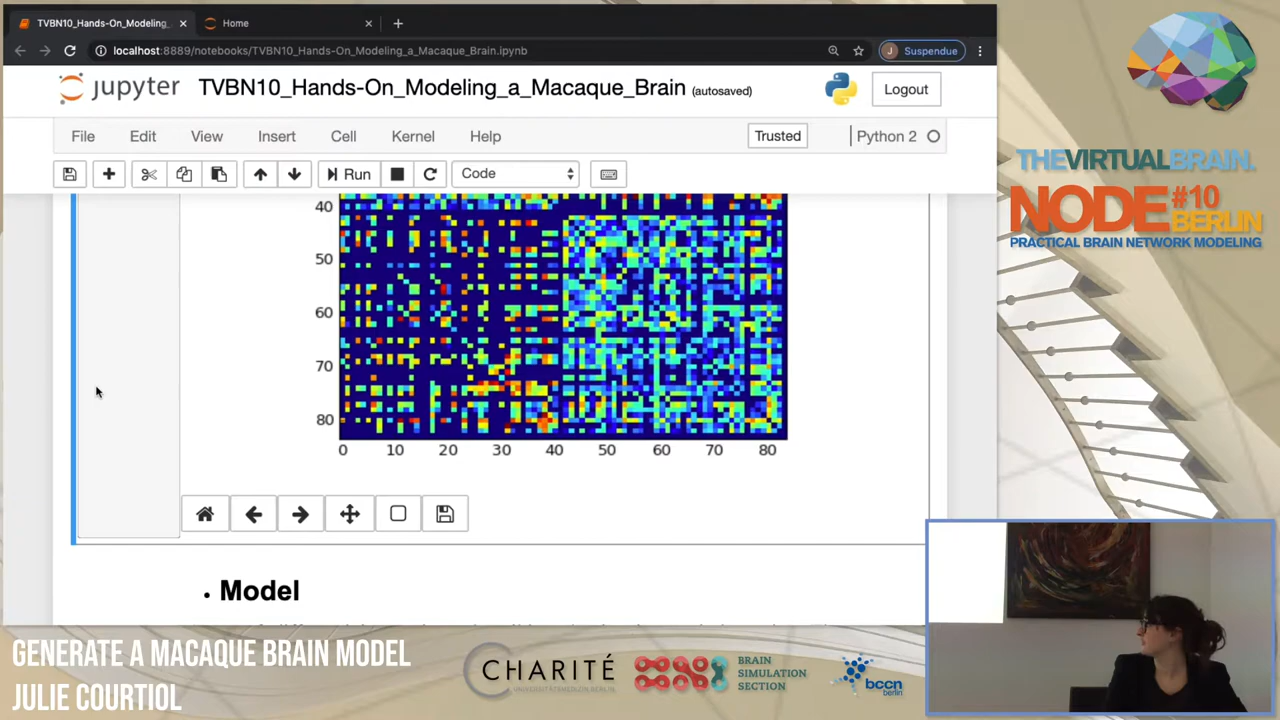 TVBN10_Hands-On_Modeling_
Home
localhost:8889/notebooks/TVBN10_Hands-On_Modeling_a_Macaque_Brain.ipynb
J Suspendue
jupyter TVBN10_Hands-On_Modeling_a_Macaque_Brain (autosaved)
Logout
File Edit View Insert Cell Kernel Help
Trusted
Python 2
Run
Code
40
50
60
70
80
0 10 20 30 40 50 60 70 80
• Model
THEVIRTUALBRAIN.
NODE #10 BERLIN
PRACTICAL BRAIN NETWORK MODELING
GENERATE A MACAQUE BRAIN MODEL
JULIE COURTIOL
CHARITÉ
UNIVERSITÄTSMEDIZIN BERLIN
BRAIN
SIMULATION
SECTION
bccn
berlin